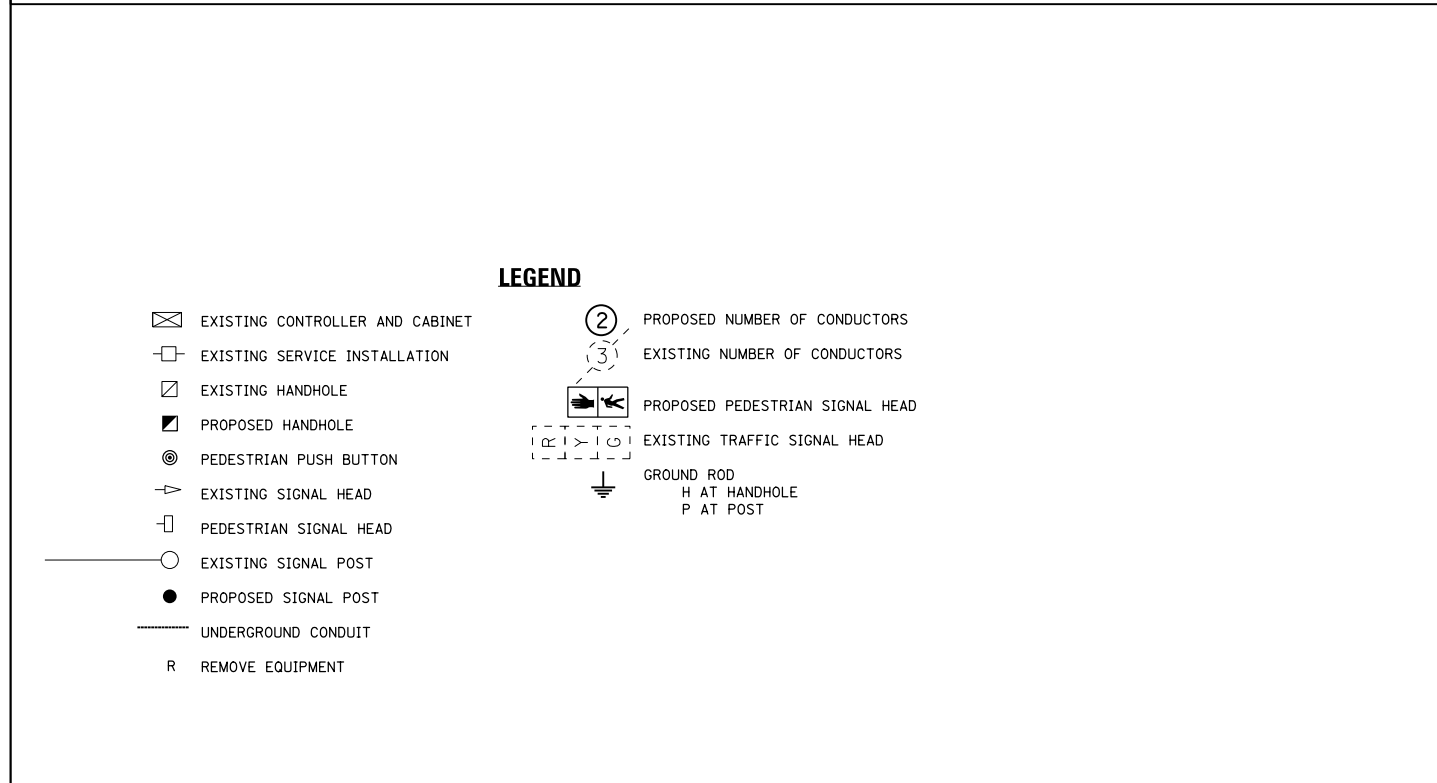 LEGEND
EXISTING CONTROLLER AND CABINET
EXISTING SERVICE INSTALLATION
EXISTING HANDHOLE
PROPOSED HANDHOLE
PEDESTRIAN PUSH BUTTON
EXISTING SIGNAL HEAD
PEDESTRIAN SIGNAL HEAD
EXISTING SIGNAL POST
PROPOSED SIGNAL POST
UNDERGROUND CONDUIT
R REMOVE EQUIPMENT
2 PROPOSED NUMBER OF CONDUCTORS
3 EXISTING NUMBER OF CONDUCTORS
PROPOSED PEDESTRIAN SIGNAL HEAD
R Y G EXISTING TRAFFIC SIGNAL HEAD
GROUND ROD
H AT HANDHOLE
P AT POST